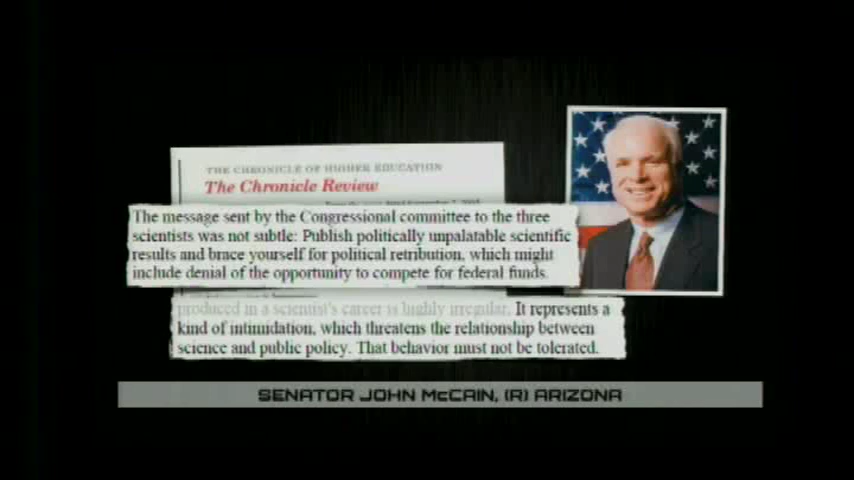 THE CHRONICLE OF HIGHER EDUCATION
The Chronicle Review
The message sent by the Congressional committee to the three
scientists was not subtle: Publish politically unpalatable scientific
results and brace yourself for political retribution, which might
include denial of the opportunity to compete for federal funds.
produced in a scientist's career is highly irregular. It represents a
kind of intimidation, which threatens the relationship between
science and public policy. That behavior must not be tolerated.
SENATOR JOHN McCAIN, (R) ARIZONA